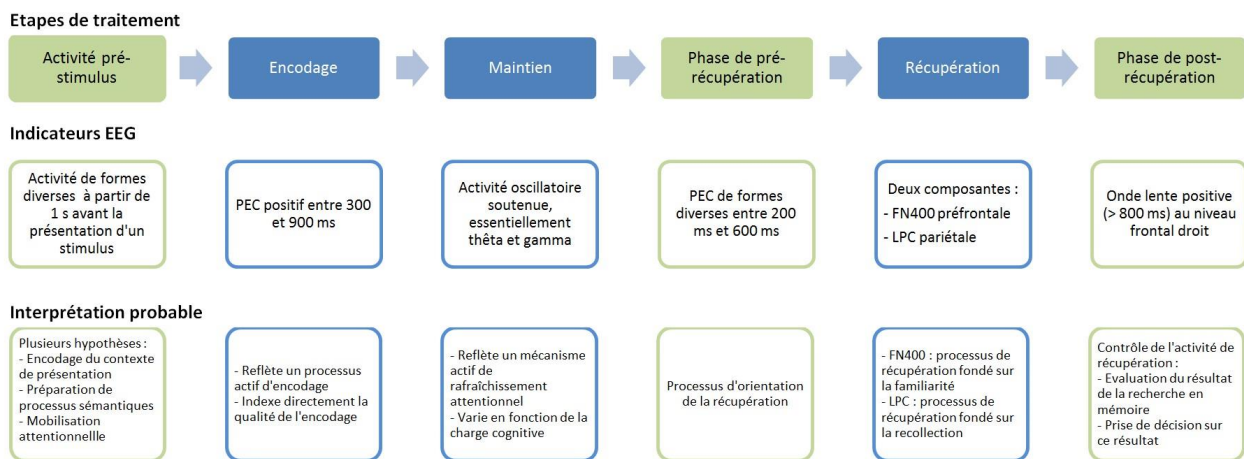 Etapes de traitement
Activité pré-
stimulus
Encodage
Maintien
Phase de pré-
récupération
Récupération
Phase de post-
récupération
Indicateurs EEG
Activité de formes
diverses à partir de
1 s avant la
présentation d'un
stimulus
PEC positif entre 300
et 900 ms
Activité oscillatoire
soutenue,
essentiellement
thêta et gamma
PEC de formes
diverses entre 200
ms et 600 ms
Deux composantes :
- FN400 préfrontale
- LPC pariétale
Onde lente positive
(> 800 ms) au niveau
frontal droit
Interprétation probable
Plusieurs hypothèses :
- Encodage du contexte
de présentation
- Préparation de
processus sémantiques
- Mobilisation
attentionnellle
- Reflète un processus
actif d'encodage
- Indexe directement la
qualité de l'encodage
- Reflète un mécanisme
actif de
rafraîchissement
attentionnel
- Varie en fonction de la
charge cognitive
Processus d'orientation
de la récupération
- FN400 : processus de
récupération fondé sur
la familiarité
- LPC : processus de
récupération fondé sur
la recollection
Contrôle de l'activité de
récupération :
- Evaluation du résultat
de la recherche en
mémoire
- Prise de décision sur
ce résultat